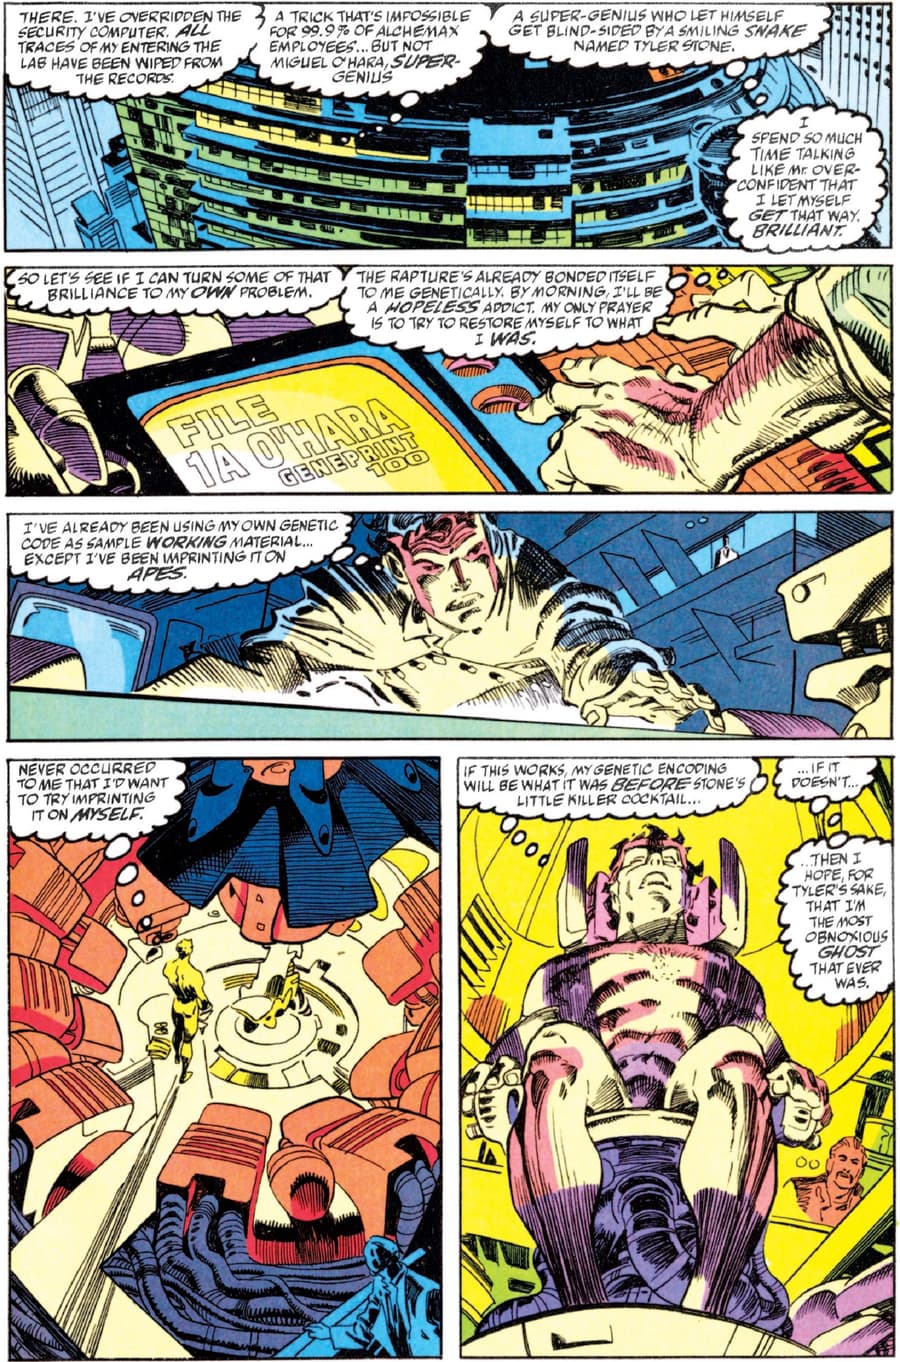 THERE. I'VE OVERRIDDEN THE
SECURITY COMPUTER. ALL
TRACES OF MY ENTERING THE
LAB HAVE BEEN WIPED FROM
THE RECORDS.
A TRICK THAT'S IMPOSSIBLE
FOR 99.9% OF ALCHEMAX
EMPLOYEES...BUT NOT
MIGUEL O'HARA, SUPER-
GENIUS
A SUPER-GENIUS WHO LET HIMSELF
GET BLIND-SIDED BY A SMILING SNAKE
NAMED TYLER STONE.
I
SPEND SO MUCH
TIME TALKING
LIKE MR. OVER-
CONFIDENT THAT
I LET MYSELF
GET THAT WAY.
BRILLIANT.
SO LET'S SEE IF I CAN TURN SOME OF THAT
BRILLIANCE TO MY OWN PROBLEM.
THE RAPTURE'S ALREADY BONDED ITSELF
TO ME GENETICALLY. BY MORNING, I'LL BE
A HOPELESS ADDICT. MY ONLY PRAYER
IS TO TRY TO RESTORE MYSELF TO WHAT
I WAS.
FILE
1A O'HARA
GENEPRINT
100
I'VE ALREADY BEEN USING MY OWN GENETIC
CODE AS SAMPLE WORKING MATERIAL...
EXCEPT I'VE BEEN IMPRINTING IT ON
APES.
NEVER OCCURRED
TO ME THAT I'D WANT
TO TRY IMPRINTING
IT ON MYSELF.
IF THIS WORKS, MY GENETIC ENCODING
WILL BE WHAT IT WAS BEFORE STONE'S
LITTLE KILLER COCKTAIL...
...IF IT
DOESN'T...
...THEN I
HOPE, FOR
TYLER'S SAKE,
THAT I'M
THE MOST
OBNOXIOUS
GHOST
THAT EVER
WAS.